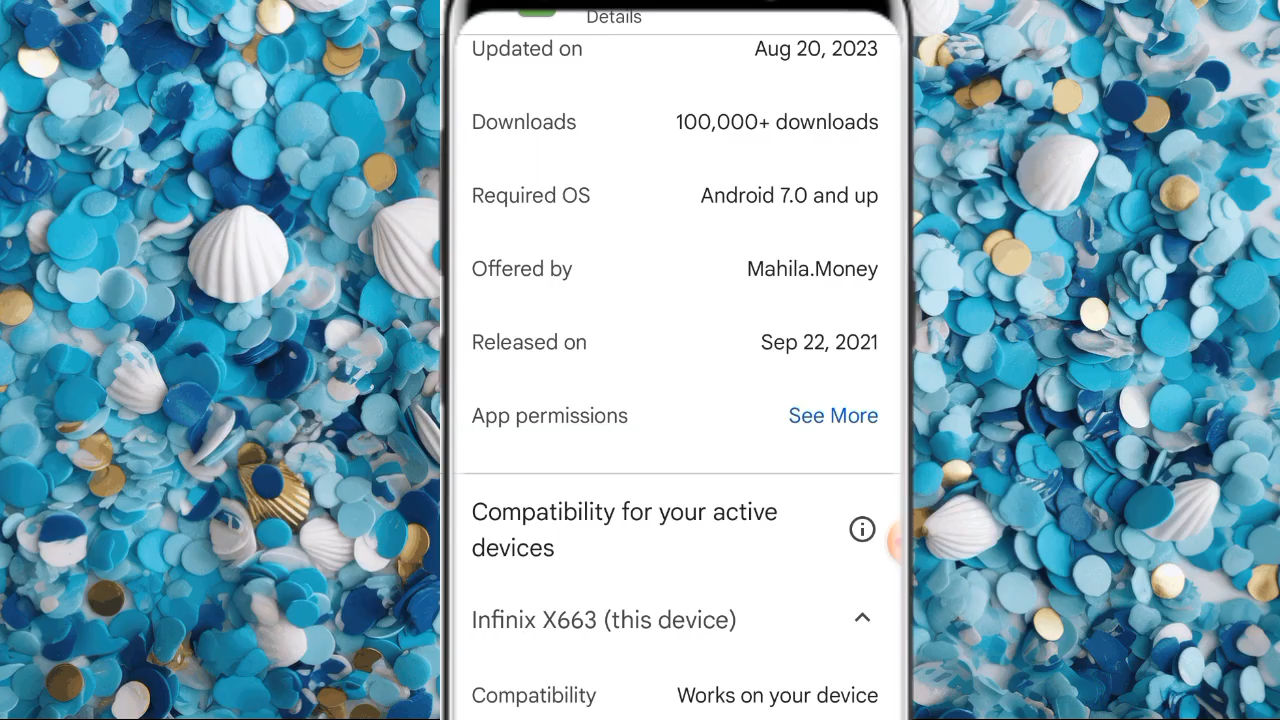 Details
Updated on Aug 20, 2023
Downloads 100,000+ downloads
Required OS Android 7.0 and up
Offered by Mahila.Money
Released on Sep 22, 2021
App permissions See More
Compatibility for your active
devices
Infinix X663 (this device)
Compatibility Works on your device